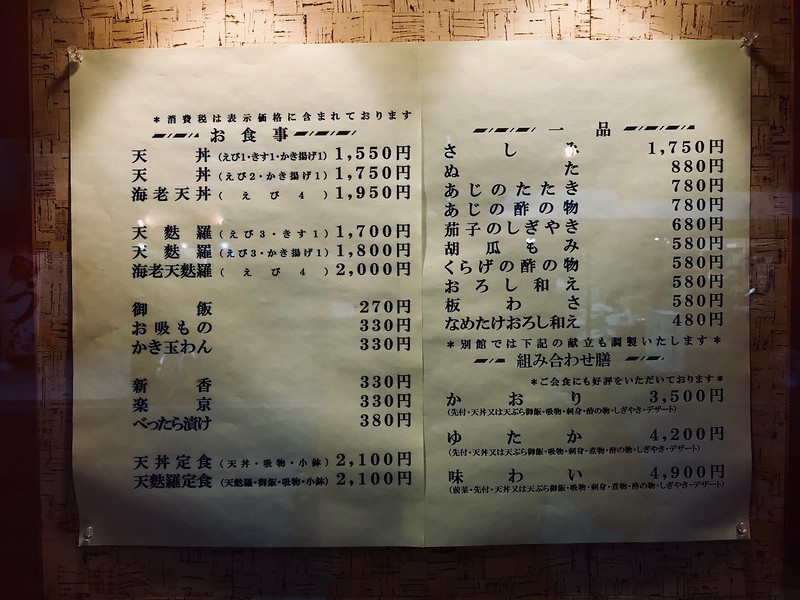 ＊消費税は表示価格に含まれております
お食事
天丼（えび1・きす1・かき揚げ1）1,550円
天丼（えび2・かき揚げ1）1,750円
海老天丼（えび4）1,950円
天麩羅（えび3・きす1）1,700円
天麩羅（えび3・かき揚げ1）1,800円
海老天麩羅（えび4）2,000円
御飯 270円
お吸もの 330円
かき玉わん 330円
新香 330円
楽京 330円
べったら漬け 380円
天丼定食（天丼・吸物・小鉢）2,100円
天麩羅定食（天麩羅・御飯・吸物・小鉢）2,100円
一品
さしみ 1,750円
ぬた 880円
あじのたたき 780円
あじの酢の物 780円
茄子のしぎやき 680円
胡瓜もみ 580円
くらげの酢の物 580円
おろし和え 580円
板わさ 580円
なめたけおろし和え 480円
＊別館では下記の献立も調製いたします＊
組み合わせ膳
＊ご会食にも好評をいただいております＊
かおり 3,500円
（先付・天丼又は天ぷら御飯・吸物・刺身・酢の物・しぎやき・デザート）
ゆたか 4,200円
（先付・天丼又は天ぷら御飯・吸物・刺身・煮物・酢の物・しぎやき・デザート）
味わい 4,900円
（前菜・先付・天丼又は天ぷら御飯・吸物・刺身・煮物・酢の物・しぎやき・デザート）